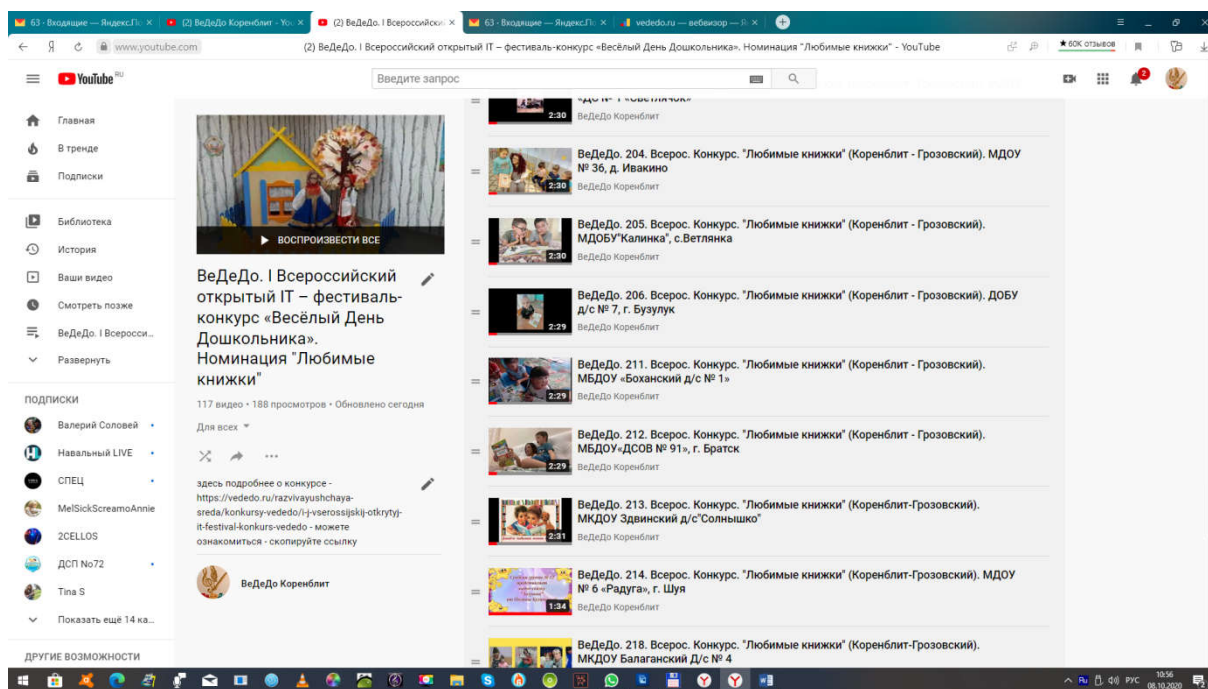 63 · Входящие — Яндекс.По
(2) ВеДеДо Коренблит - You
(2) ВеДеДо. I Всероссийски
63 · Входящие — Яндекс.По
vededo.ru — вебвизор — Я
www.youtube.com
(2) ВеДеДо. I Всероссийский открытый IT – фестиваль-конкурс «Весёлый День Дошкольника». Номинация "Любимые книжки" - YouTube
★ 60K отзывов
YouTube RU
Введите запрос
2
Главная
В тренде
Подписки
Библиотека
История
Ваши видео
Смотреть позже
ВеДеДо. I Всеросси...
Развернуть
ПОДПИСКИ
Валерий Соловей
Навальный LIVE
СПЕЦ
MelSickScreamoAnnie
2CELLOS
ДСП No72
Tina S
Показать ещё 14 ка...
ДРУГИЕ ВОЗМОЖНОСТИ
ВОСПРОИЗВЕСТИ ВСЕ
ВеДеДо. I Всероссийский
открытый IT – фестиваль-
конкурс «Весёлый День
Дошкольника».
Номинация "Любимые
книжки"
117 видео • 188 просмотров • Обновлено сегодня
Для всех
здесь подробнее о конкурсе -
https://vededo.ru/razvivayushchaya-
sreda/konkursy-vededo/i-j-vserossijskij-otkrytyj-
it-festival-konkurs-vededo - можете
ознакомиться - скопируйте ссылку
ВеДеДо Коренблит
«ДС № 1 «Светлячок»
2:30
ВеДеДо Коренблит
ВеДеДо. 204. Всерос. Конкурс. "Любимые книжки" (Коренблит - Грозовский). МДОУ
№ 36, д. Ивакино
2:30
ВеДеДо Коренблит
ВеДеДо. 205. Всерос. Конкурс. "Любимые книжки" (Коренблит - Грозовский).
МДОБУ"Калинка", с.Ветлянка
2:30
ВеДеДо Коренблит
ВеДеДо. 206. Всерос. Конкурс. "Любимые книжки" (Коренблит - Грозовский). ДОБУ
д/с № 7, г. Бузулук
2:29
ВеДеДо Коренблит
ВеДеДо. 211. Всерос. Конкурс. "Любимые книжки" (Коренблит - Грозовский).
МБДОУ «Боханский д/с № 1»
2:29
ВеДеДо Коренблит
ВеДеДо. 212. Всерос. Конкурс. "Любимые книжки" (Коренблит - Грозовский).
МБДОУ«ДСОВ № 91», г. Братск
2:29
ВеДеДо Коренблит
ВеДеДо. 213. Всерос. Конкурс. "Любимые книжки" (Коренблит-Грозовский).
МКДОУ Здвинский д/с"Солнышко"
2:31
ВеДеДо Коренблит
ВеДеДо. 214. Всерос. Конкурс. "Любимые книжки" (Коренблит-Грозовский). МДОУ
№ 6 «Радуга», г. Шуя
1:34
ВеДеДо Коренблит
ВеДеДо. 218. Всерос. Конкурс. "Любимые книжки" (Коренблит-Грозовский).
МКДОУ Балаганский Д/с № 4
Ru
РУС
10:56
08.10.2020